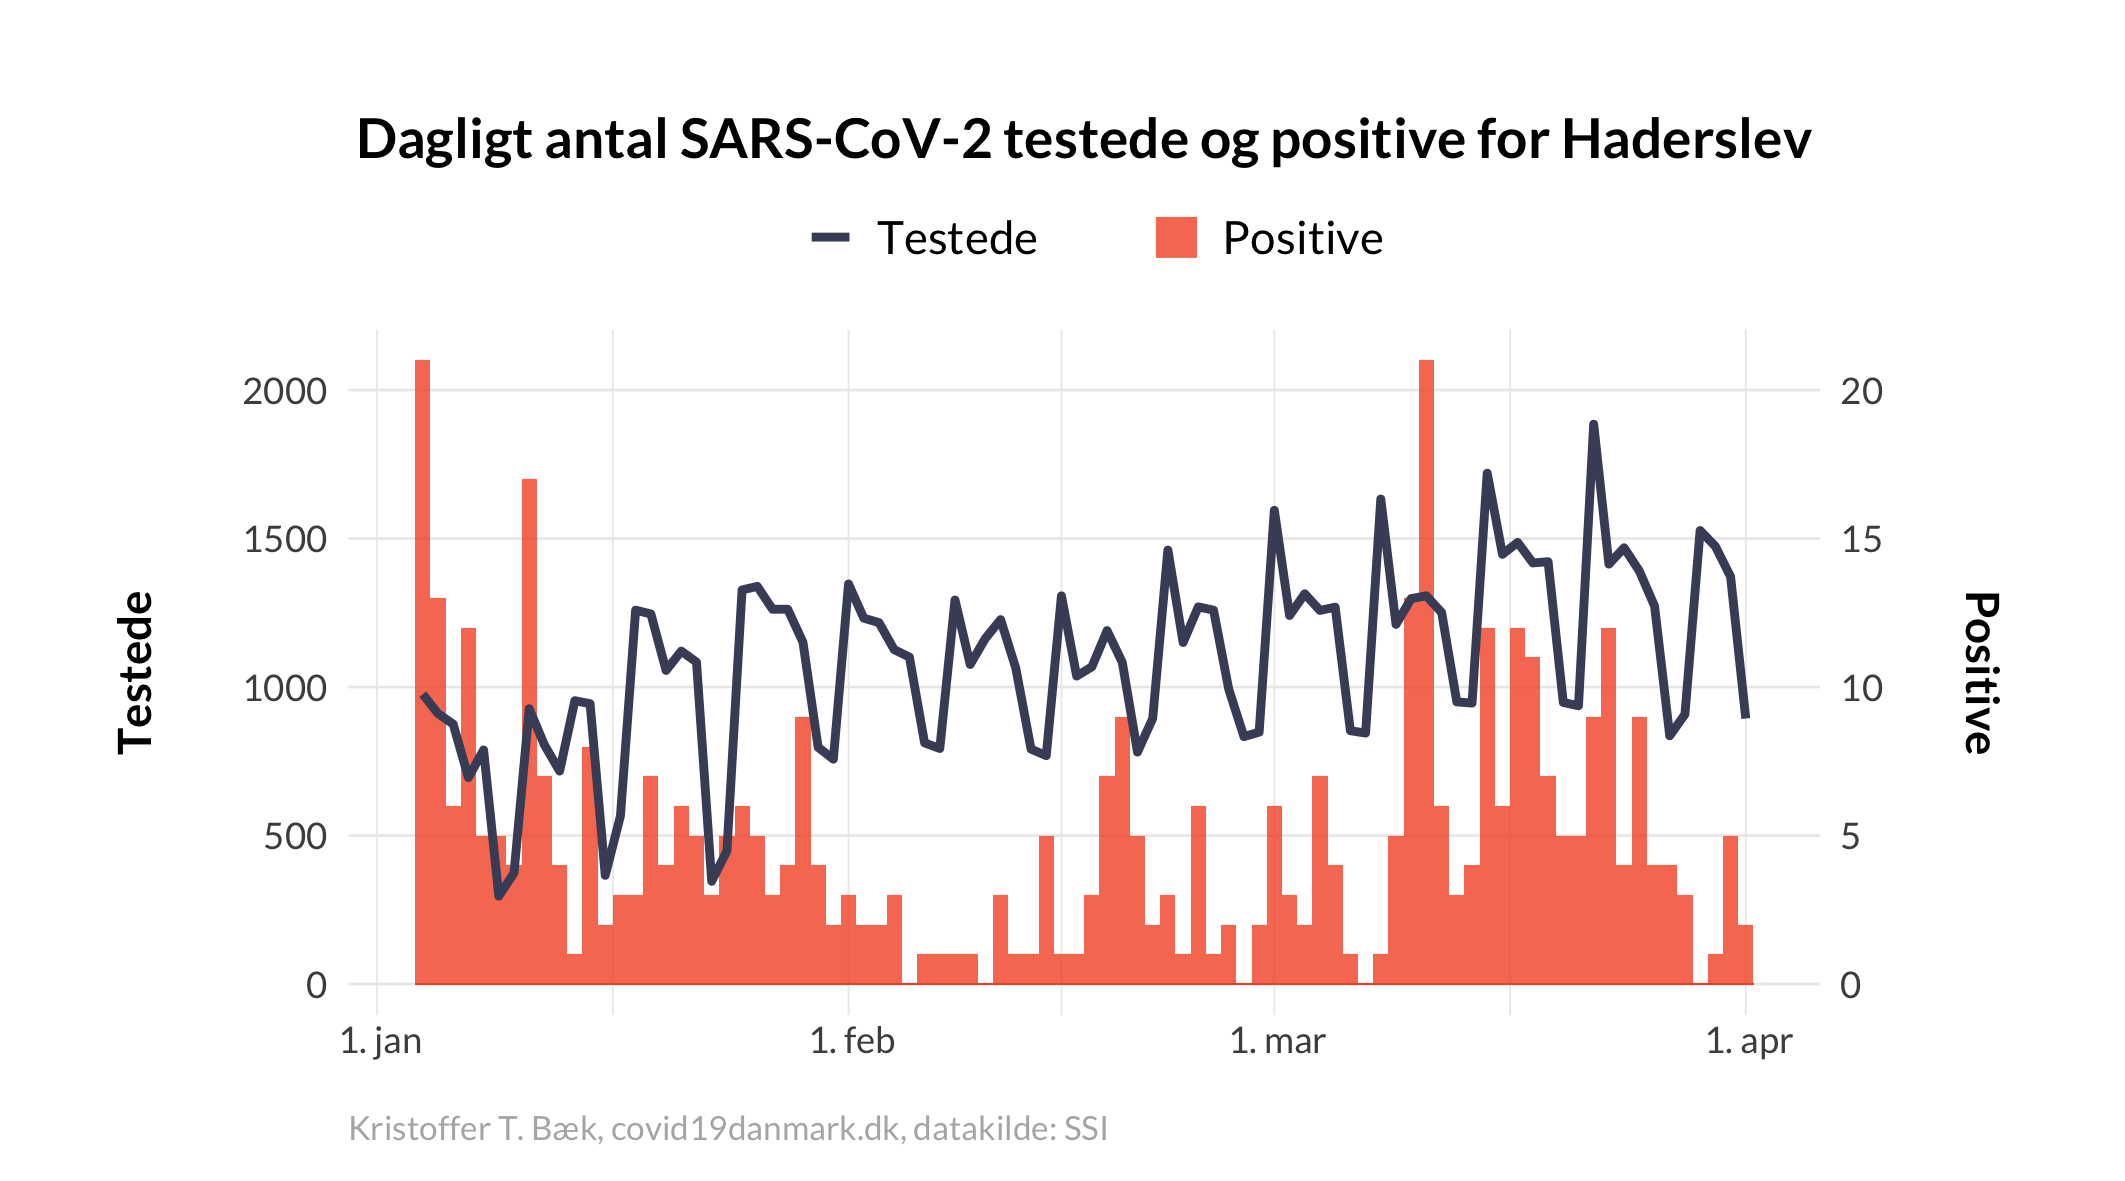 Dagligt antal SARS-CoV-2 testede og positive for Haderslev
Testede Positive
2000 20
1500 15
1000 10
500 5
0 0
Testede
Positive
1. jan 1. feb 1. mar 1. apr
Kristoffer T. Bæk, covid19danmark.dk, datakilde: SSI